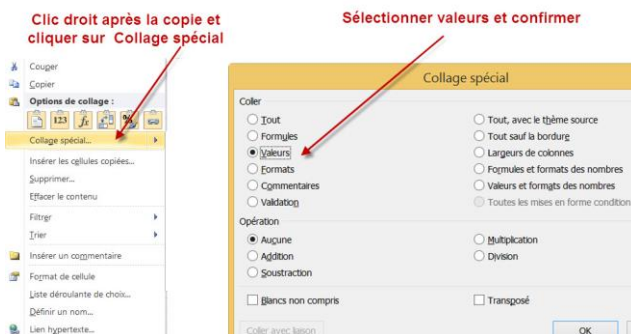 Clic droit après la copie et
cliquer sur Collage spécial
Sélectionner valeurs et confirmer
Couper
Copier
Options de collage :
123 fx %
Collage spécial...
Insérer les cellules copiées...
Supprimer...
Effacer le contenu
Filtrer
Trier
Insérer un commentaire
Format de cellule
Liste déroulante de choix...
Définir un nom...
Lien hypertexte...
Collage spécial
Coller
Tout
Tout, avec le thème source
Formules
Tout sauf la bordure
Valeurs
Largeurs de colonnes
Formats
Formules et formats des nombres
Commentaires
Valeurs et formats des nombres
Validation
Toutes les mises en forme condition
Opération
Aucune
Multiplication
Addition
Division
Soustraction
Blancs non compris
Transposé
Coller avec liaison
OK